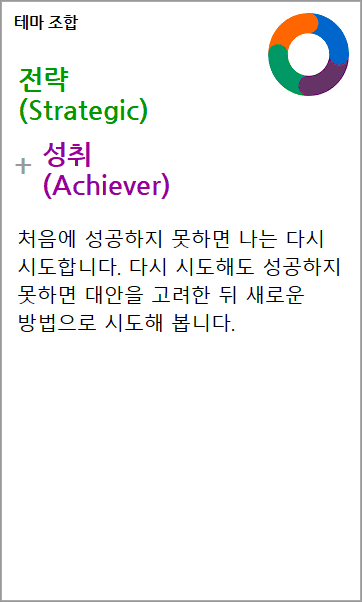 테마 조합
전략
(Strategic)
+ 성취
(Achiever)
처음에 성공하지 못하면 나는 다시
시도합니다. 다시 시도해도 성공하지
못하면 대안을 고려한 뒤 새로운
방법으로 시도해 봅니다.